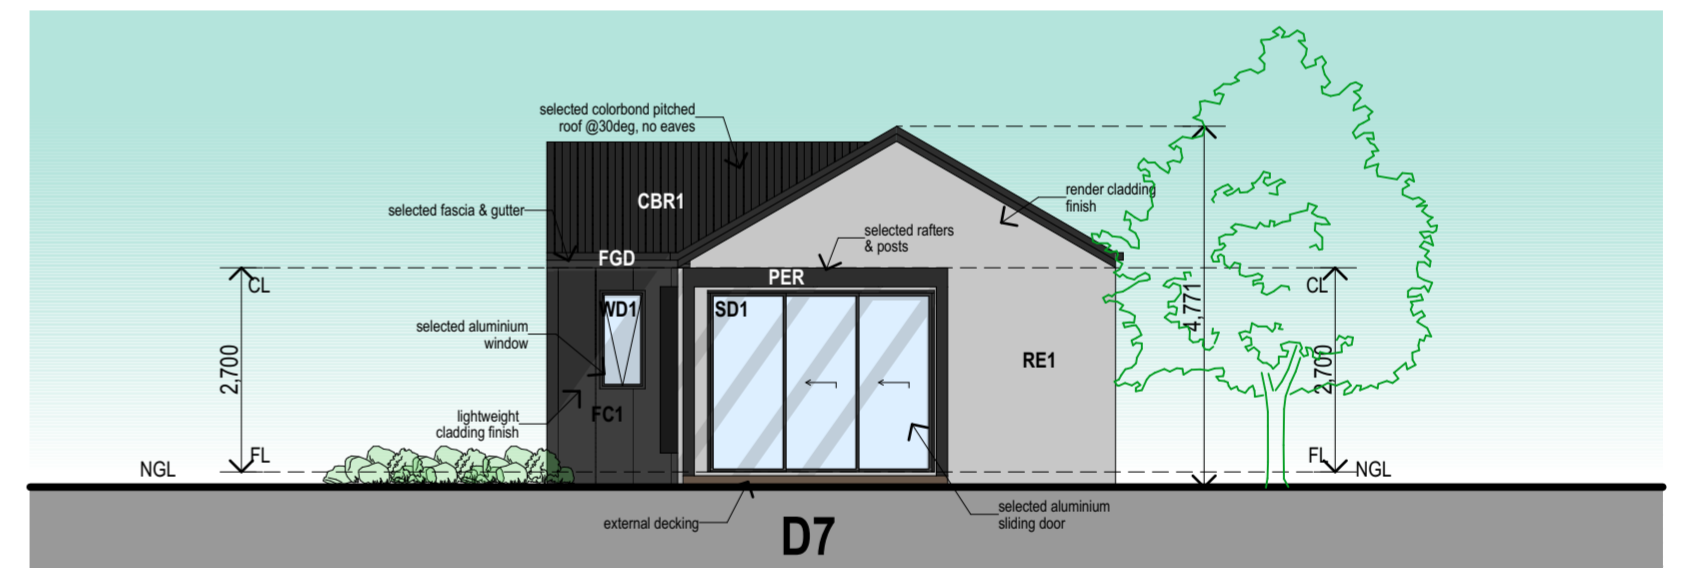 selected colorbond pitched
roof @30deg, no eaves
CBR1
render cladding
finish
selected fascia & gutter
selected rafters
& posts
FGD
PER
CL
CL
WD1
SD1
4,771
selected aluminium
window
2,700
RE1
2,700
FC1
lightweight
cladding finish
FL
FL
NGL
NGL
external decking
selected aluminium
sliding door
D7